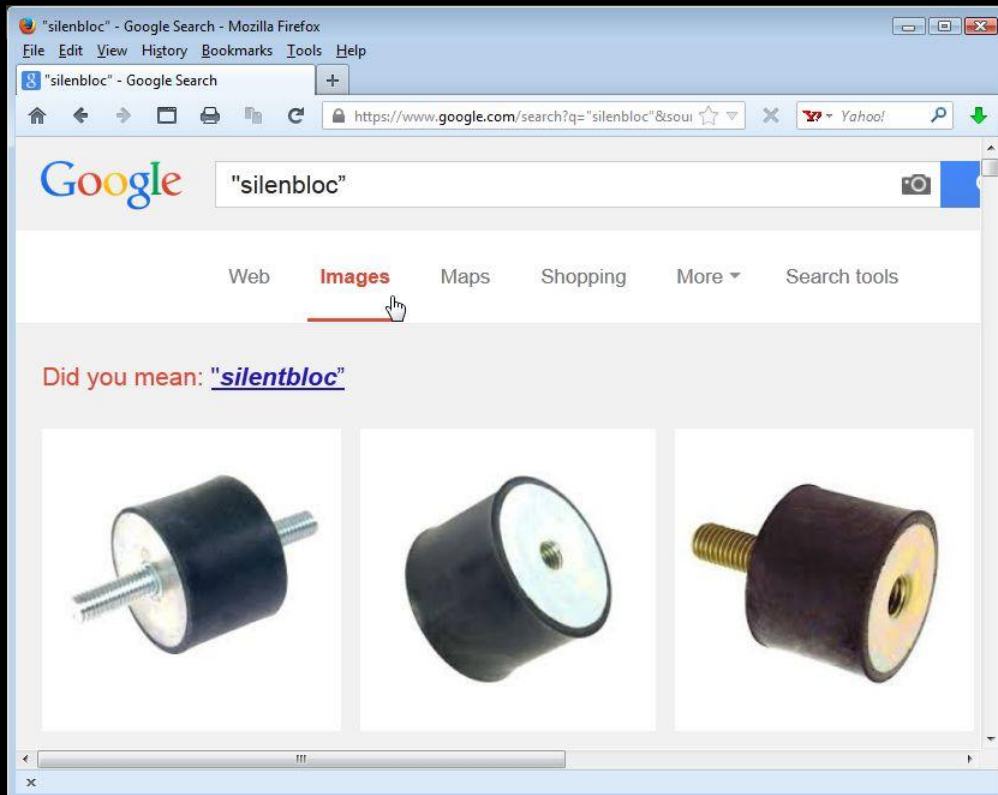 "silenbloc" - Google Search - Mozilla Firefox
File Edit View History Bookmarks Tools Help
"silenbloc" - Google Search
https://www.google.com/search?q="silenbloc"&sour
Yahoo!
Google "silenbloc”
Web Images Maps Shopping More Search tools
Did you mean: "silentbloc"